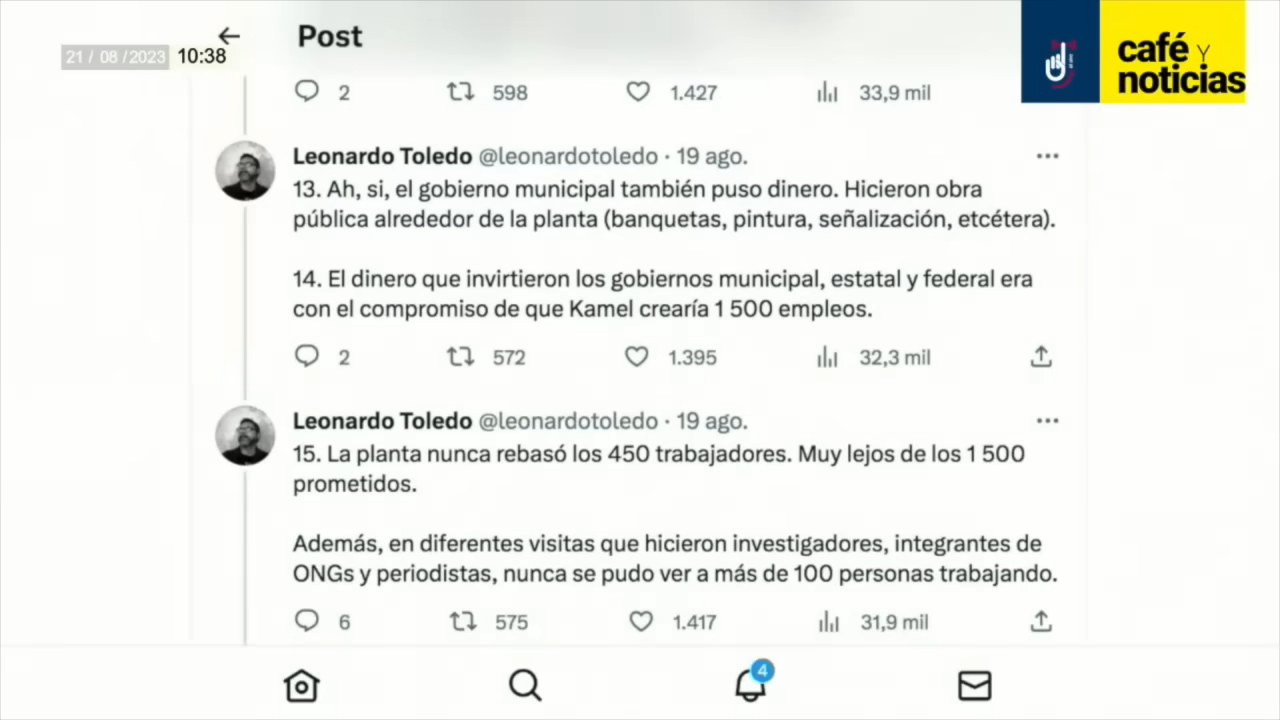 21 / 08 /2023 10:38
Post
café Y
noticias
2 598 1.427 33,9 mil
Leonardo Toledo @leonardotoledo · 19 ago.
13. Ah, si, el gobierno municipal también puso dinero. Hicieron obra
pública alrededor de la planta (banquetas, pintura, señalización, etcétera).
14. El dinero que invirtieron los gobiernos municipal, estatal y federal era
con el compromiso de que Kamel crearía 1 500 empleos.
2 572 1.395 32,3 mil
Leonardo Toledo @leonardotoledo · 19 ago.
15. La planta nunca rebasó los 450 trabajadores. Muy lejos de los 1 500
prometidos.
Además, en diferentes visitas que hicieron investigadores, integrantes de
ONGs y periodistas, nunca se pudo ver a más de 100 personas trabajando.
6 575 1.417 31,9 mil
4